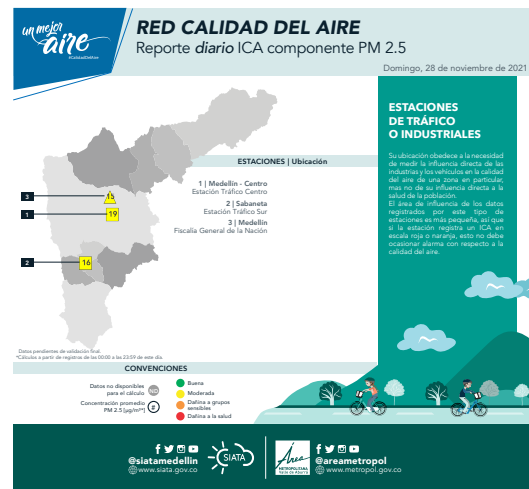 un mejor
aire
#CalidadDelAire
RED CALIDAD DEL AIRE
Reporte diario ICA componente PM 2.5
Domingo, 28 de noviembre de 2021
ESTACIONES | Ubicación
1 | Medellín - Centro
Estación Tráfico Centro
2 | Sabaneta
Estación Tráfico Sur
3 | Medellín
Fiscalía General de la Nación
3
15
1
19
2
16
ESTACIONES
DE TRÁFICO
O INDUSTRIALES
Su ubicación obedece a la necesidad
de medir la influencia directa de las
industrias y los vehículos en la calidad
del aire de una zona en particular,
mas no de su influencia directa a la
salud de la población.
El área de influencia de los datos
registrados por este tipo de
estaciones es más pequeña, así que
si la estación registra un ICA en
escala roja o naranja, esto no debe
ocasionar alarma con respecto a la
calidad del aire.
Datos pendientes de validación final.
*Cálculos a partir de registros de las 00:00 a las 23:59 de este día.
CONVENCIONES
Datos no disponibles
para el cálculo
ND
Concentración promedio
PM 2.5 [µg/m³*]
#
Buena
Moderada
Dañina a grupos
sensibles
Dañina a la salud
@siatamedellin
www.siata.gov.co
SIATA
Área
METROPOLITANA
Valle de Aburrá
@areametropol
www.metropol.gov.co